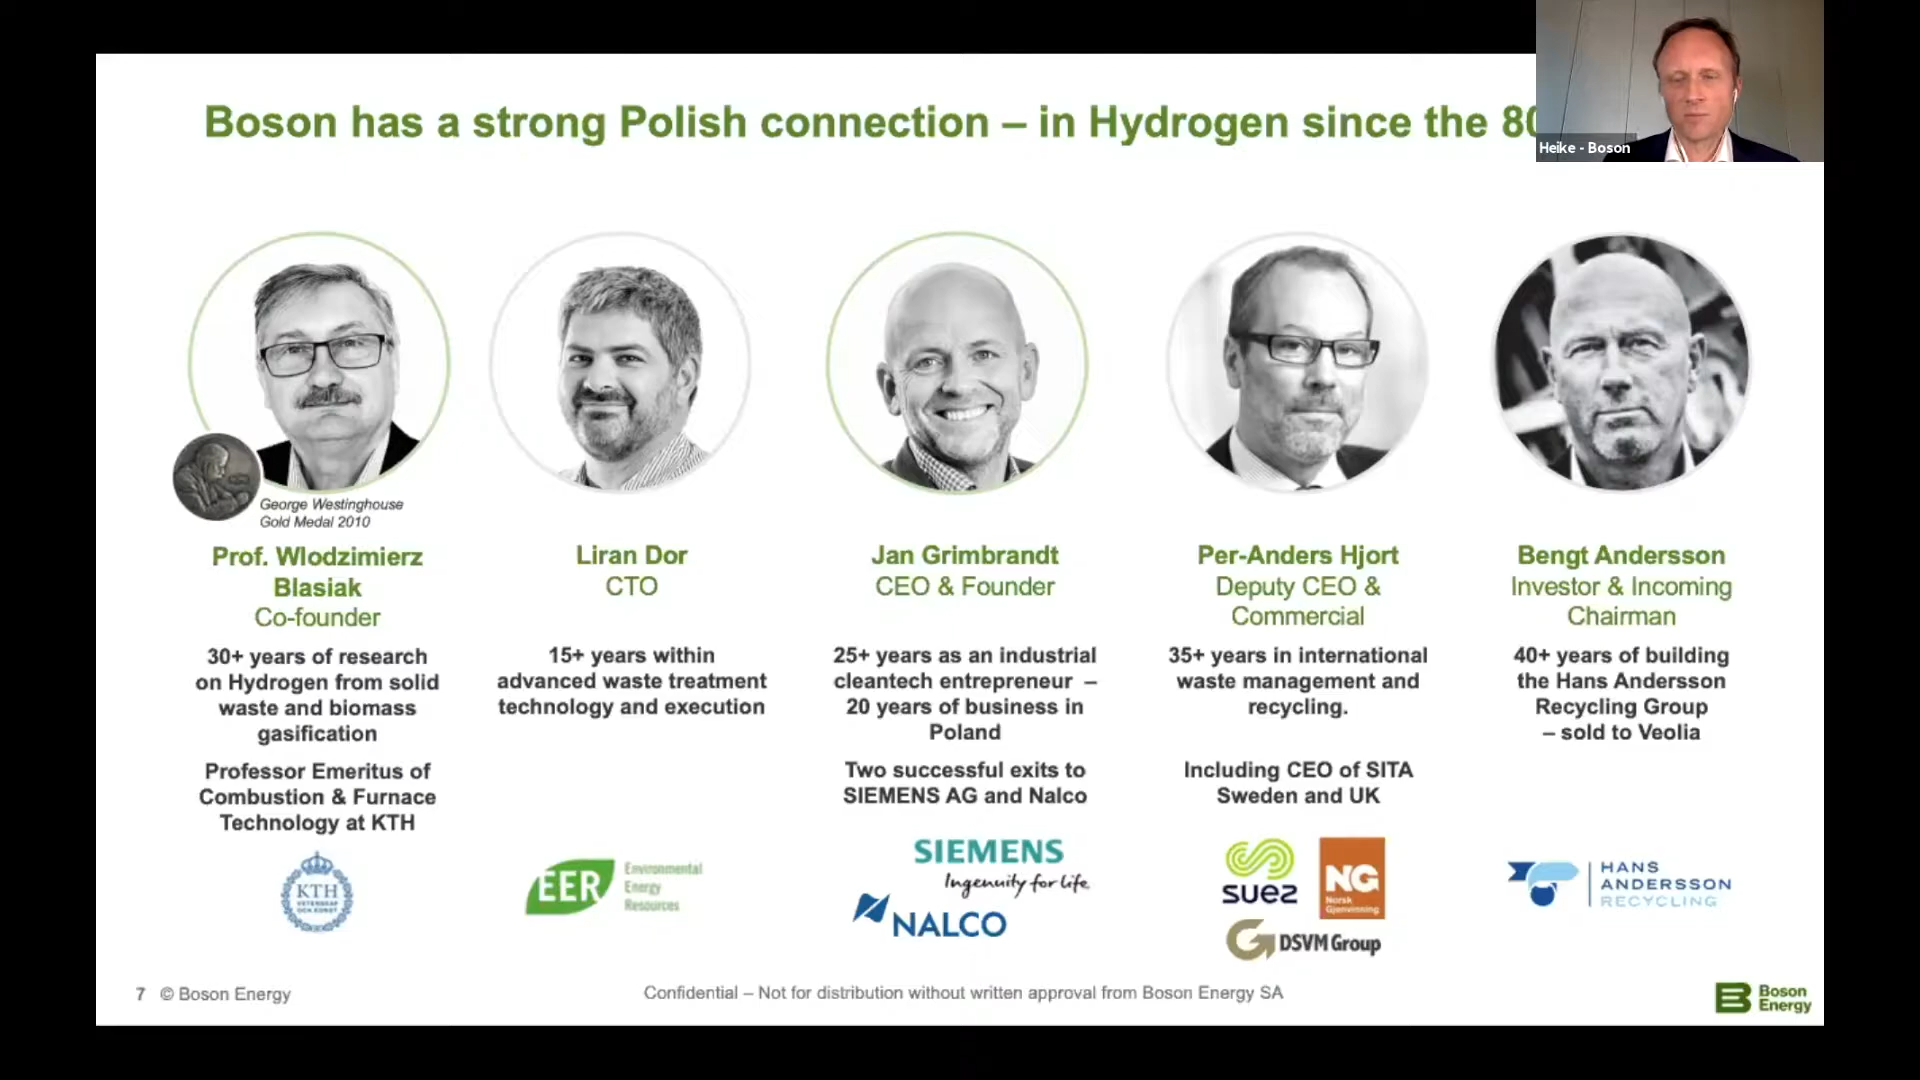 Boson has a strong Polish connection – in Hydrogen since the 80
Heike - Boson
George Westinghouse
Gold Medal 2010
Prof. Wlodzimierz
Blasiak
Co-founder
30+ years of research
on Hydrogen from solid
waste and biomass
gasification
Professor Emeritus of
Combustion & Furnace
Technology at KTH
KTH
VETENSKAP
OCH KONST
Liran Dor
CTO
15+ years within
advanced waste treatment
technology and execution
EER
Environmental
Energy
Resources
Jan Grimbrandt
CEO & Founder
25+ years as an industrial
cleantech entrepreneur –
20 years of business in
Poland
Two successful exits to
SIEMENS AG and Nalco
SIEMENS
Ingenuity for life
NALCO
Per-Anders Hjort
Deputy CEO &
Commercial
35+ years in international
waste management and
recycling.
Including CEO of SITA
Sweden and UK
suez
NG
Norsk
Gjenvinning
DSVM Group
Bengt Andersson
Investor & Incoming
Chairman
40+ years of building
the Hans Andersson
Recycling Group
– sold to Veolia
HANS
ANDERSSON
RECYCLING
7 © Boson Energy
Confidential – Not for distribution without written approval from Boson Energy SA
Boson
Energy